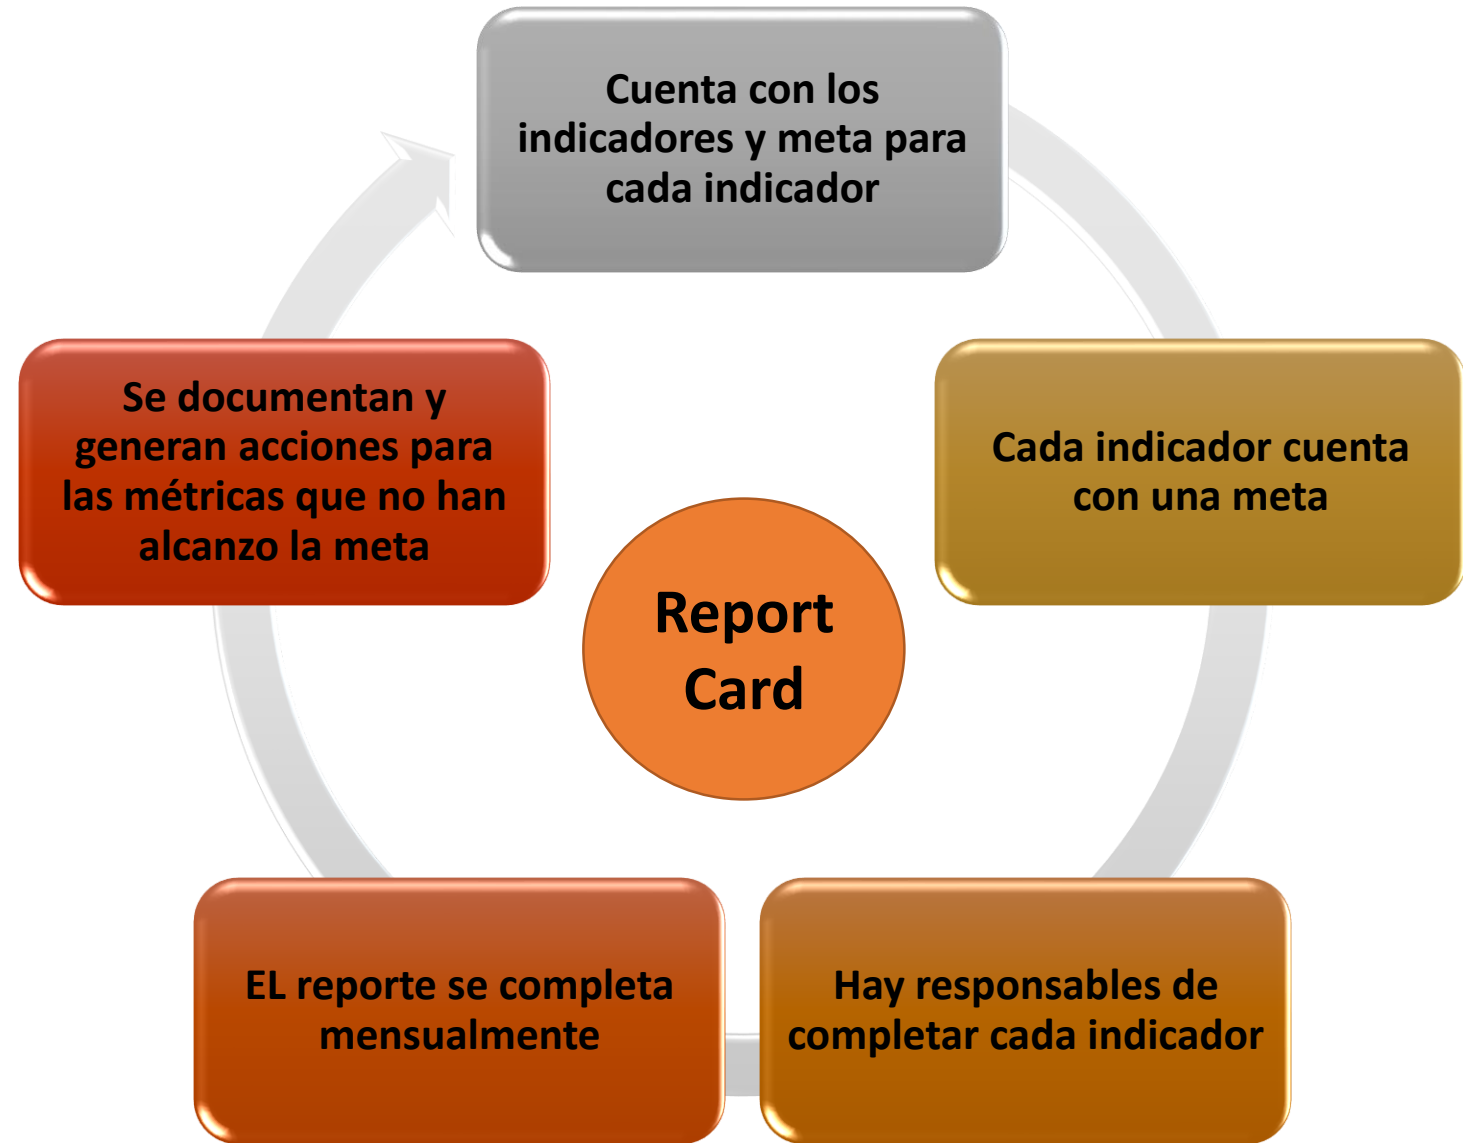 Cuenta con los
indicadores y meta para
cada indicador
Cada indicador cuenta
con una meta
Hay responsables de
completar cada indicador
EL reporte se completa
mensualmente
Se documentan y
generan acciones para
las métricas que no han
alcanzo la meta
Report
Card